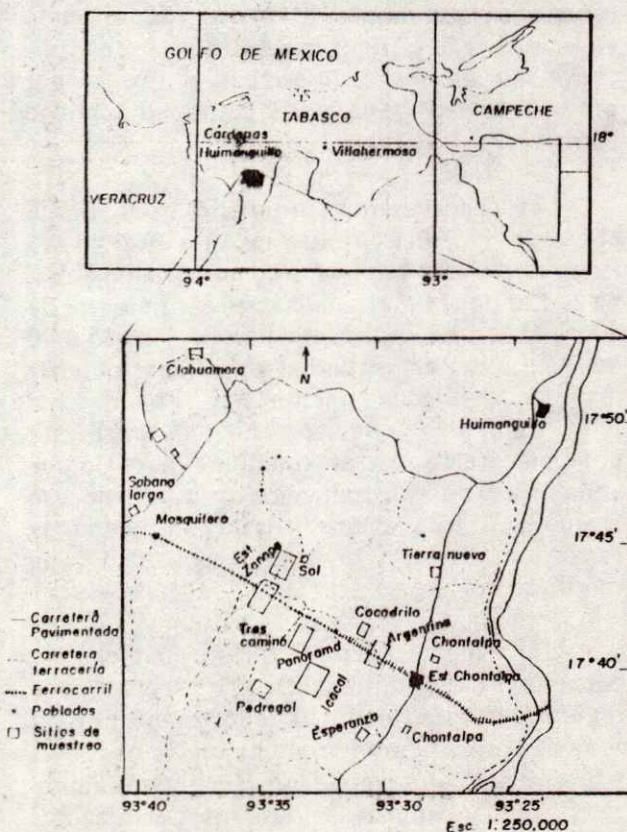 GOLFO DE MEXICO
TABASCO
CAMPECHE
Cárdenas
Huimanguillo
Villahermosa
18°
VERACRUZ
94°
93°
Clahuamora
N
Huimanguillo
17°50'
Sabana
larga
Mosquitero
17°45'
Est
Zanapa
Sol
Tierra nueva
Cocodrilo
Argentina
Tras
camino
Panorama
Chontalpa
17°40'
Est Chontalpa
Pedregal
Icacal
Esperanza
Chontalpa
Carretera
Pavimentada
Carretera
terracería
Ferrocarril
Poblados
Sitios de
muestreo
93°40'
93°35'
93°30'
93°25'
Esc 1:250,000